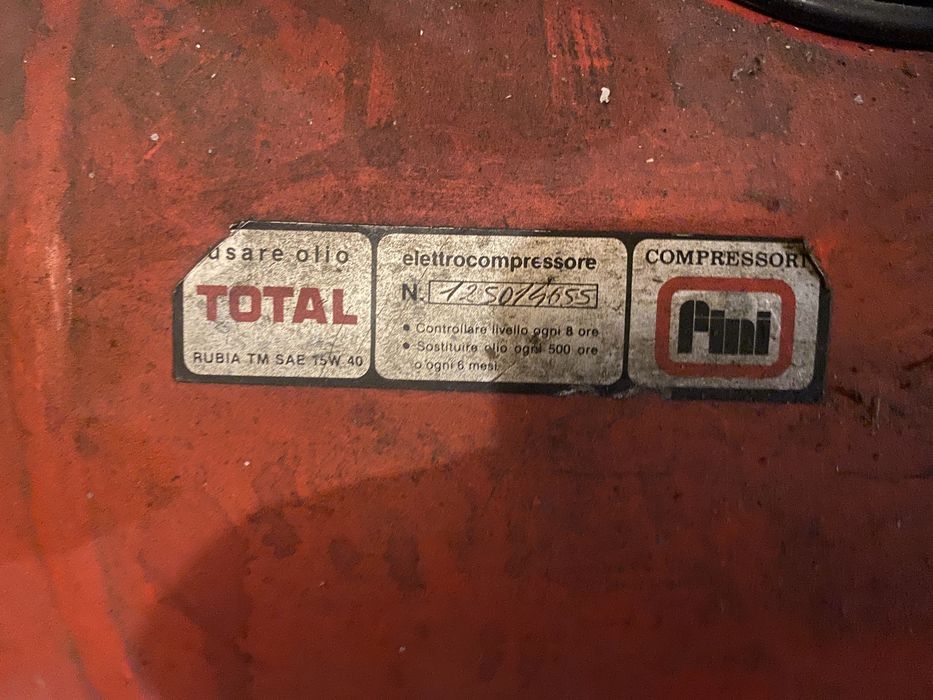 usare olio
TOTAL
RUBIA TM SAE 15W 40
elettrocompressore
N. 125014655
• Controllare livello ogni 8 ore
• Sostituire olio ogni 500 ore
o ogni 6 mesi
COMPRESSORI
fini